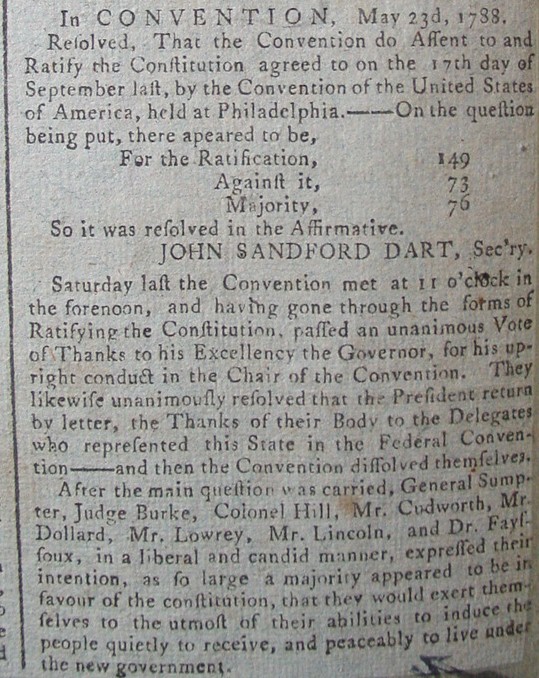 In CONVENTION, May 23d, 1788.
Reſolved, That the Convention do Aſſent to and
Ratify the Conſtitution agreed to on the 17th day of
September laſt, by the Convention of the United States
of America, held at Philadelphia.——On the queſtion
being put, there apeared to be,
For the Ratification, 149
Againſt it, 73
Majority, 76
So it was reſolved in the Affirmative.
JOHN SANDFORD DART, Sec'ry.
Saturday laſt the Convention met at 11 o'clock in
the forenoon, and having gone through the forms of
Ratifying the Conſtitution, paſſed an unanimous Vote
of Thanks to his Excellency the Governor, for his up-
right conduct in the Chair of the Convention. They
likewiſe unanimouſly reſolved that the Preſident return
by letter, the Thanks of their Body to the Delegates
who repreſented this State in the Federal Conven-
tion——and then the Convention diſſolved themſelves.
After the main queſtion was carried, General Sump-
ter, Judge Burke, Colonel Hill, Mr. Cudworth, Mr.
Dollard, Mr. Lowrey, Mr. Lincoln, and Dr. Fayſ-
ſoux, in a liberal and candid manner, expreſſed their
intention, as ſo large a majority appeared to be in
favour of the conſtitution, that they would exert them-
ſelves to the utmoſt of their abilities to induce the
people quietly to receive, and peaceably to live under
the new government.